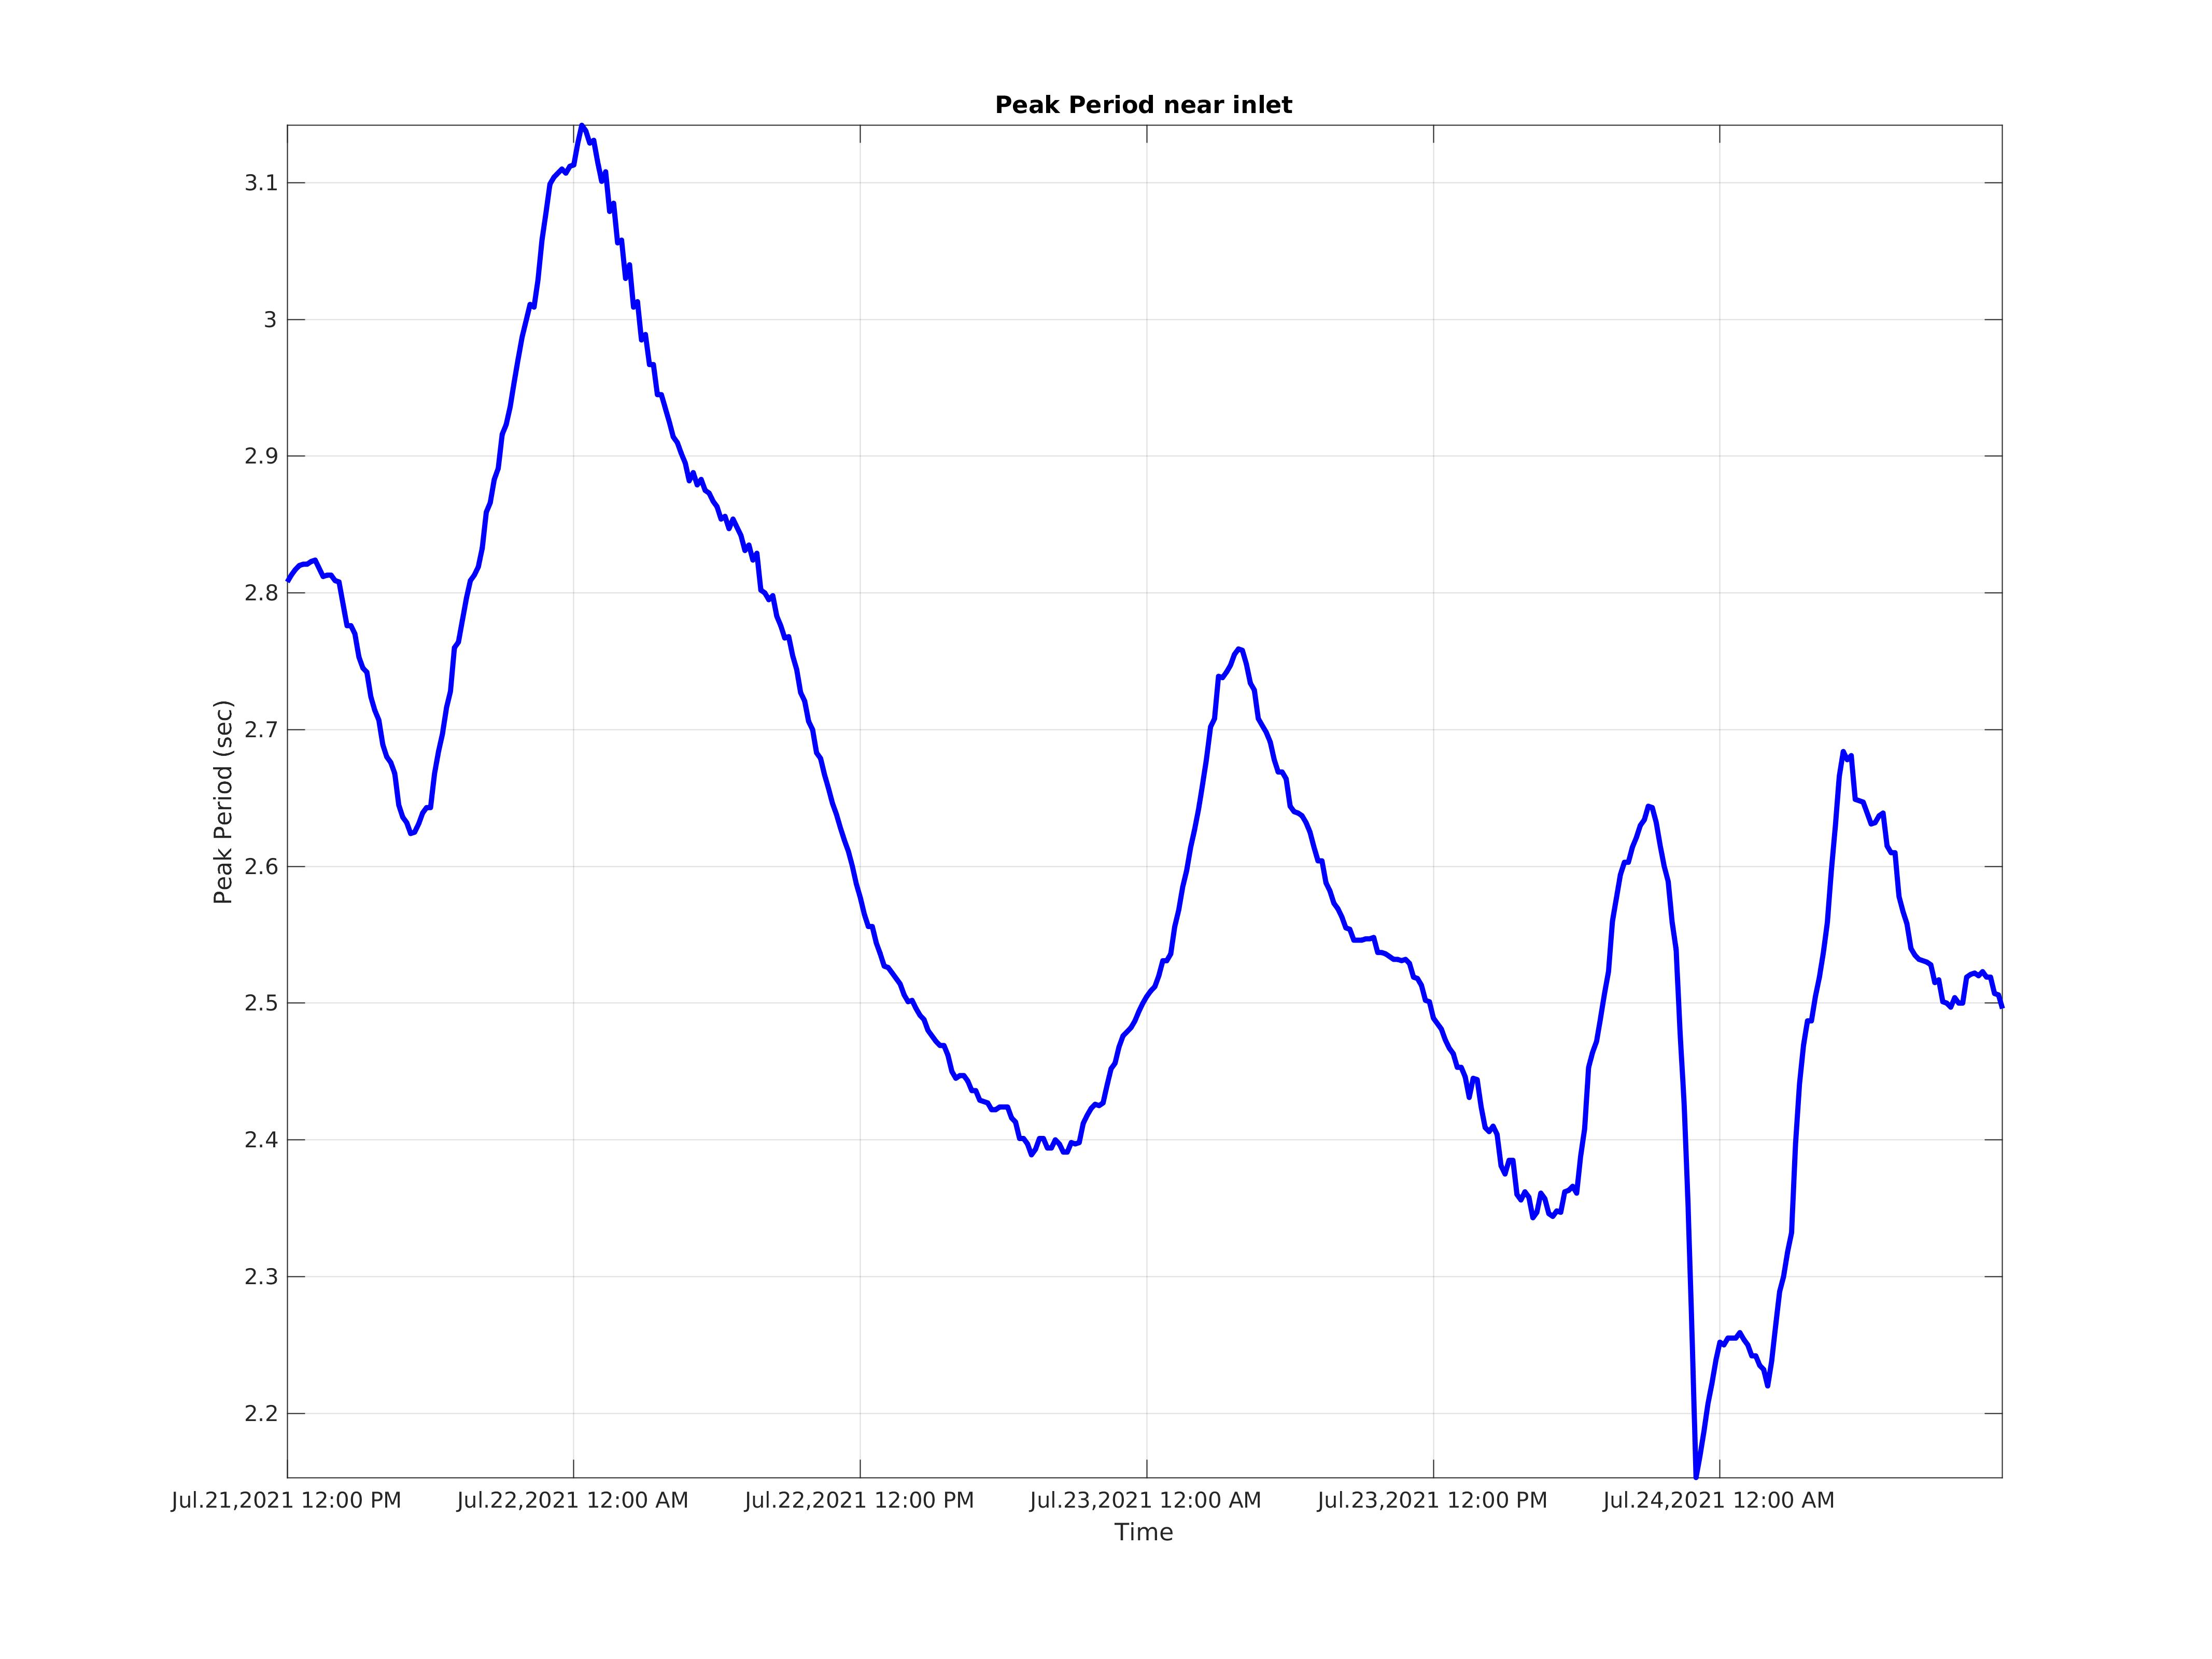 Peak Period near inlet
3.1
3
2.9
2.8
2.7
2.6
2.5
2.4
2.3
2.2
Peak Period (sec)
Jul.21,2021 12:00 PM
Jul.22,2021 12:00 AM
Jul.22,2021 12:00 PM
Jul.23,2021 12:00 AM
Jul.23,2021 12:00 PM
Jul.24,2021 12:00 AM
Time